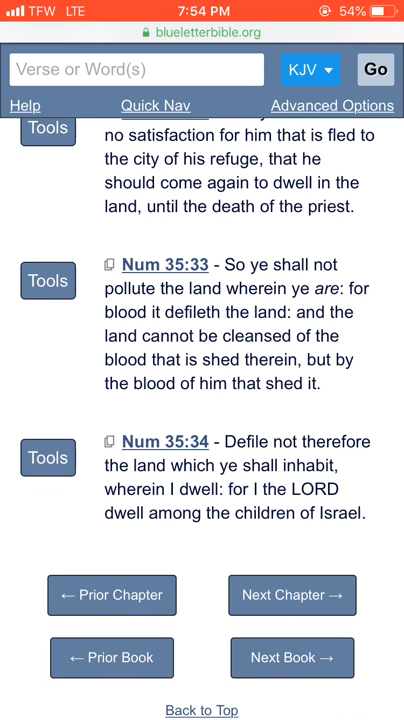 TFW LTE 7:54 PM 54%
blueletterbible.org
Verse or Word(s) KJV Go
Help Quick Nav Advanced Options
Tools
no satisfaction for him that is fled to
the city of his refuge, that he
should come again to dwell in the
land, until the death of the priest.
Tools
Num 35:33 - So ye shall not
pollute the land wherein ye are: for
blood it defileth the land: and the
land cannot be cleansed of the
blood that is shed therein, but by
the blood of him that shed it.
Tools
Num 35:34 - Defile not therefore
the land which ye shall inhabit,
wherein I dwell: for I the LORD
dwell among the children of Israel.
← Prior Chapter Next Chapter →
← Prior Book Next Book →
Back to Top